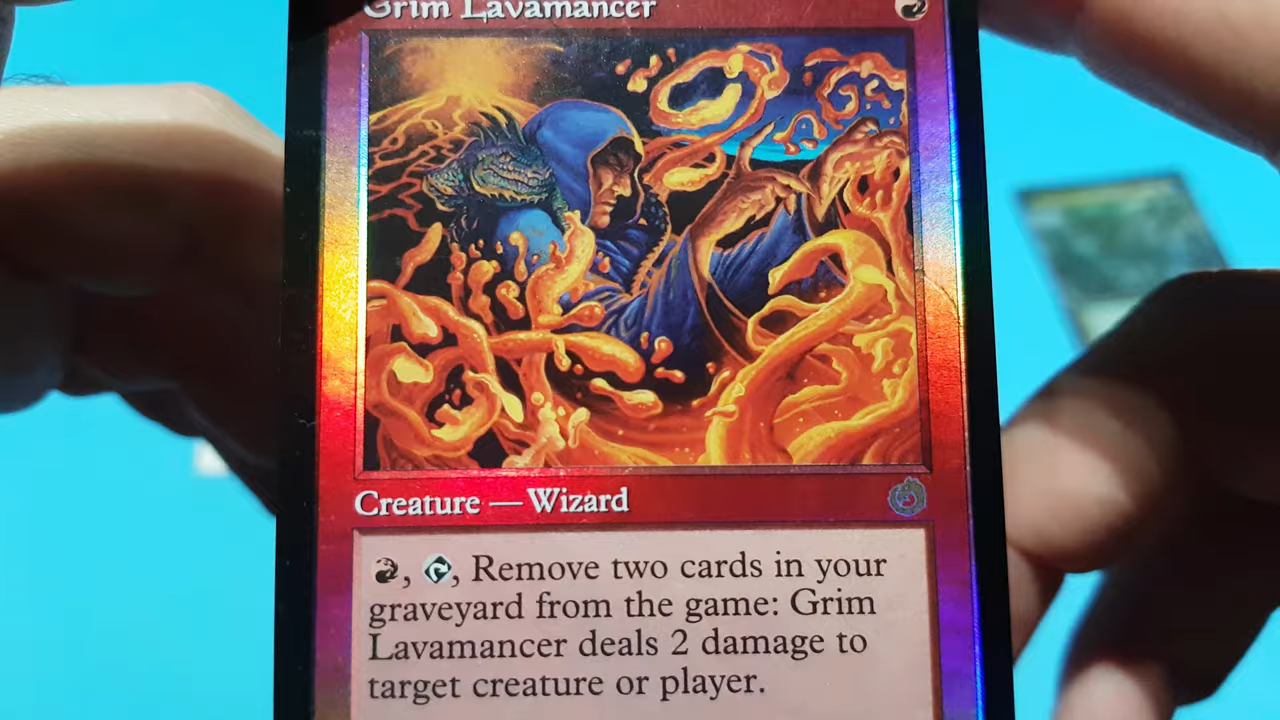 Grim Lavamancer
Creature — Wizard
, , Remove two cards in your
graveyard from the game: Grim
Lavamancer deals 2 damage to
target creature or player.